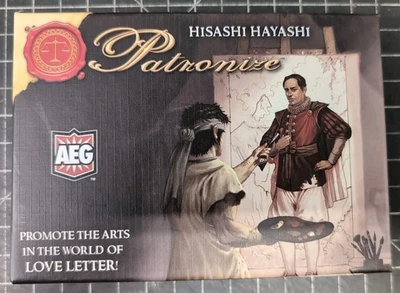 HISASHI HAYASHI
Patronize
AEG
PROMOTE THE ARTS
IN THE WORLD OF
LOVE LETTER!